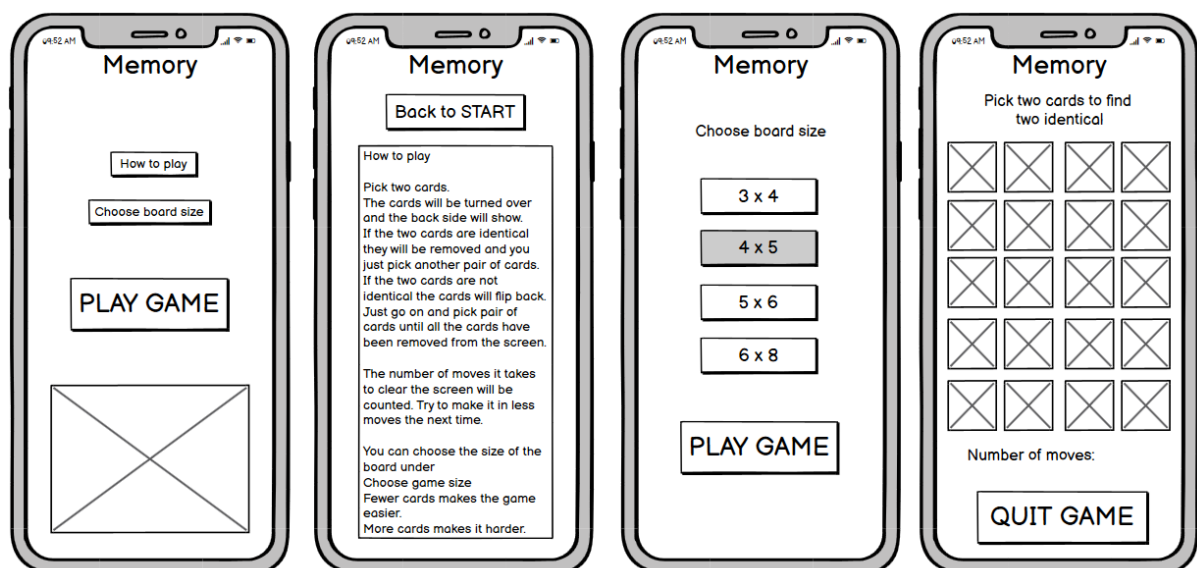 09:52 AM
Memory
How to play
Choose board size
PLAY GAME
09:52 AM
Memory
Back to START
How to play
Pick two cards.
The cards will be turned over
and the back side will show.
If the two cards are identical
they will be removed and you
just pick another pair of cards.
If the two cards are not
identical the cards will flip back.
Just go on and pick pair of
cards until all the cards have
been removed from the screen.
The number of moves it takes
to clear the screen will be
counted. Try to make it in less
moves the next time.
You can choose the size of the
board under
Choose game size
Fewer cards makes the game
easier.
More cards makes it harder.
09:52 AM
Memory
Choose board size
3 x 4
4 x 5
5 x 6
6 x 8
PLAY GAME
09:52 AM
Memory
Pick two cards to find
two identical
Number of moves:
QUIT GAME